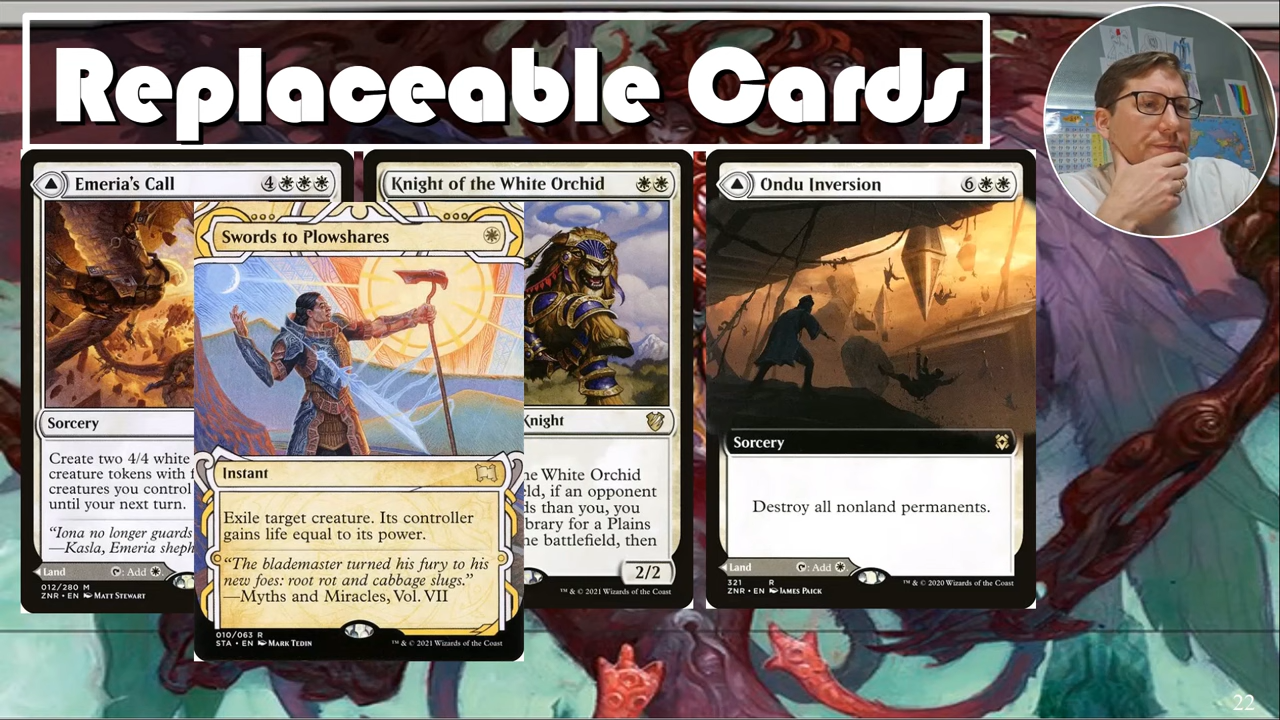 Replaceable Cards
Emeria's Call 4
Sorcery
Create two 4/4 white
creature tokens with
creatures you control
until your next turn.
"Iona no longer guards
—Kasla, Emeria sheph
Land : Add
012/280 M
ZNR • EN Matt Stewart
Swords to Plowshares
Instant
Exile target creature. Its controller
gains life equal to its power.
"The blademaster turned his fury to his
new foes: root rot and cabbage slugs."
—Myths and Miracles, Vol. VII
010/063 R
STA • EN Mark Tedin ™ & © 2021 Wizards of the Coast
Knight of the White Orchid
Knight
he White Orchid
eld, if an opponent
ds than you, you
brary for a Plains
he battlefield, then
2/2
™ & © 2021 Wizards of the Coast
Ondu Inversion 6
Sorcery
Destroy all nonland permanents.
Land : Add
321 R
ZNR • EN James Paick ™ & © 2020 Wizards of the Coast
22